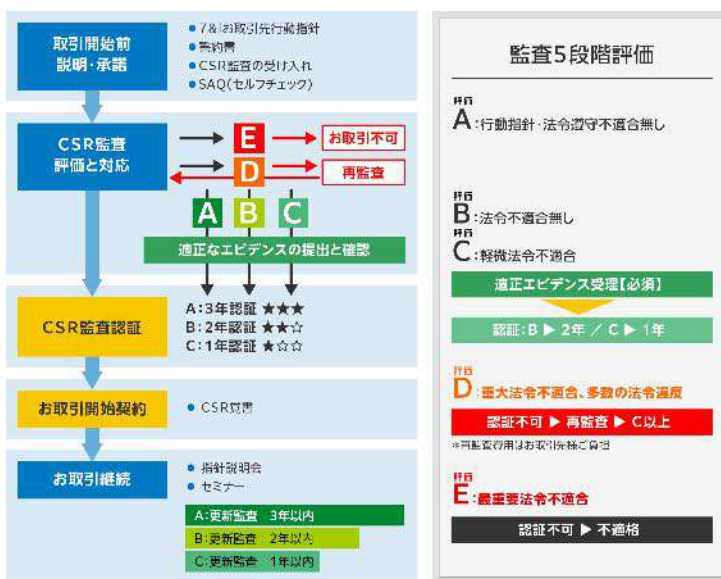 取引開始前
説明・承諾
● 7&iお取引先行動指針
● 誓約書
● CSR監査の受け入れ
● SAQ(セルフチェック)
CSR監査
評価と対応
E
お取引不可
D
再監査
A B C
適正なエビデンスの提出と確認
CSR監査認証
A:3年認証 ★★★
B:2年認証 ★★☆
C:1年認証 ★☆☆
お取引開始契約
● CSR覚書
お取引継続
● 指針説明会
● セミナー
A:更新監査 3年以内
B:更新監査 2年以内
C:更新監査 1年以内
監査5段階評価
評価
A:行動指針・法令遵守不適合無し
評価
B:法令不適合無し
評価
C:軽微法令不適合
適正エビデンス受理【必須】
認証:B ▶ 2年 / C ▶ 1年
評価
D:重大法令不適合、多数の法令違反
認証不可 ▶ 再監査 ▶ C以上
※再監査費用はお取引先様ご負担
評価
E:最重要法令不適合
認証不可 ▶ 不適格